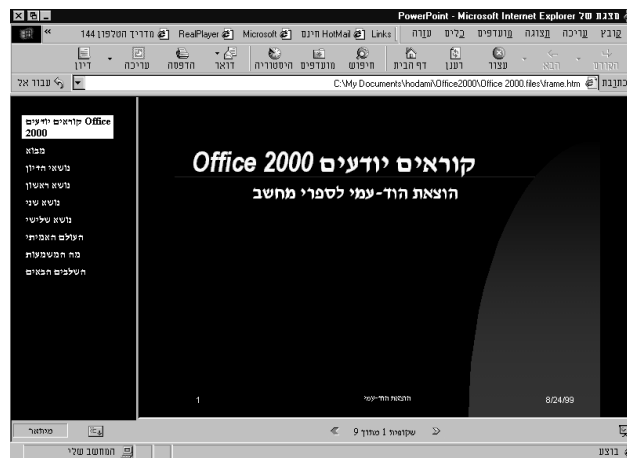 מצגת של PowerPoint - Microsoft Internet Explorer
קובץ עריכה תצוגה מועדפים כלים עזרה Links HotMail חינם Microsoft RealPlayer מדריך הטלפון 144
הקודם הבא עצור רענן דף הבית חיפוש מועדפים היסטוריה דואר הדפסה עריכה דיון
כתובת C:\My Documents\hodami\Office2000\Office 2000.files\frame.htm עבור אל
קוראים יודעים Office 2000
מבוא
נושאי הדיון
נושא ראשון
נושא שני
נושא שלישי
העולם האמיתי
מה המשמעות
השלבים הבאים
קוראים יודעים Office 2000
הוצאת הוד-עמי לספרי מחשב
8/24/99
הוצאת הוד-עמי
1
שקופית 1 מתוך 9
מיתאר
בוצע
המחשב שלי